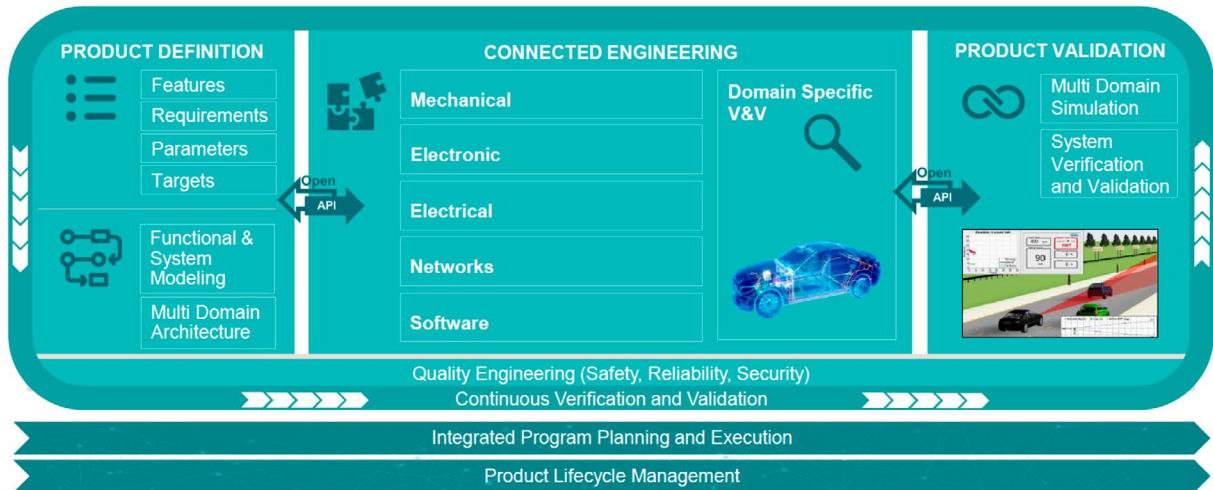 PRODUCT DEFINITION
Features
Requirements
Parameters
Targets
Functional &
System
Modeling
Multi Domain
Architecture
Open
API
CONNECTED ENGINEERING
Mechanical
Electronic
Electrical
Networks
Software
Domain Specific
V&V
Open
API
PRODUCT VALIDATION
Multi Domain
Simulation
System
Verification
and Validation
90
Quality Engineering (Safety, Reliability, Security)
Continuous Verification and Validation
Integrated Program Planning and Execution
Product Lifecycle Management